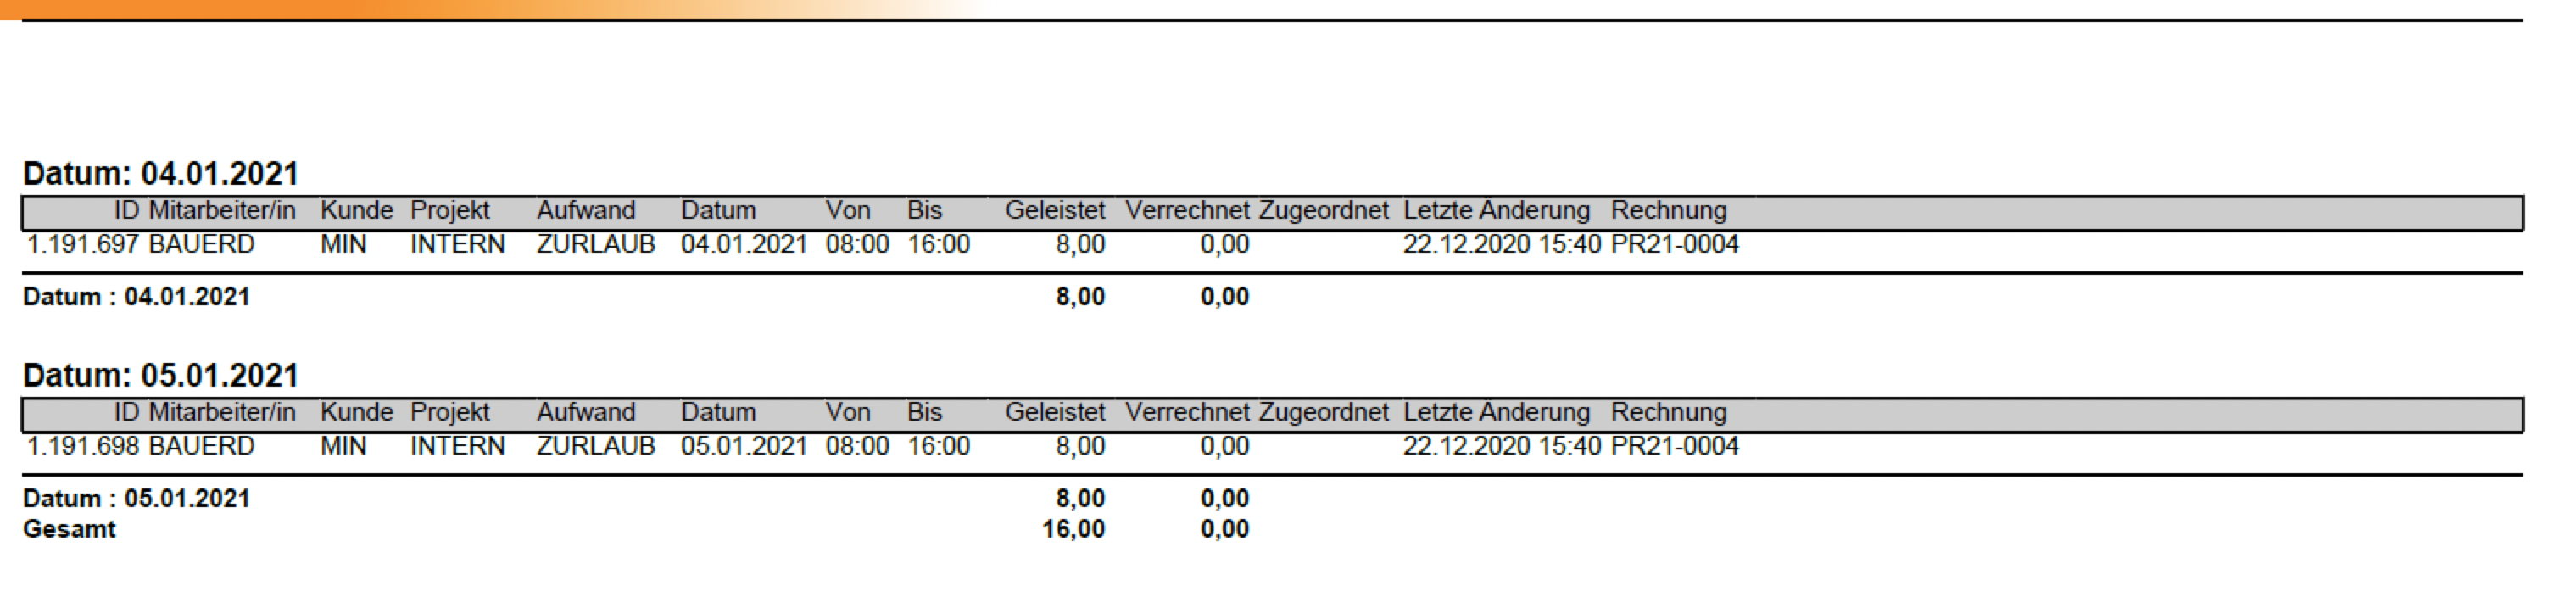 Datum: 04.01.2021
ID Mitarbeiter/in Kunde Projekt Aufwand Datum Von Bis Geleistet Verrechnet Zugeordnet Letzte Änderung Rechnung
1.191.697 BAUERD MIN INTERN ZURLAUB 04.01.2021 08:00 16:00 8,00 0,00 22.12.2020 15:40 PR21-0004
Datum : 04.01.2021 8,00 0,00
Datum: 05.01.2021
ID Mitarbeiter/in Kunde Projekt Aufwand Datum Von Bis Geleistet Verrechnet Zugeordnet Letzte Änderung Rechnung
1.191.698 BAUERD MIN INTERN ZURLAUB 05.01.2021 08:00 16:00 8,00 0,00 22.12.2020 15:40 PR21-0004
Datum : 05.01.2021 8,00 0,00
Gesamt 16,00 0,00